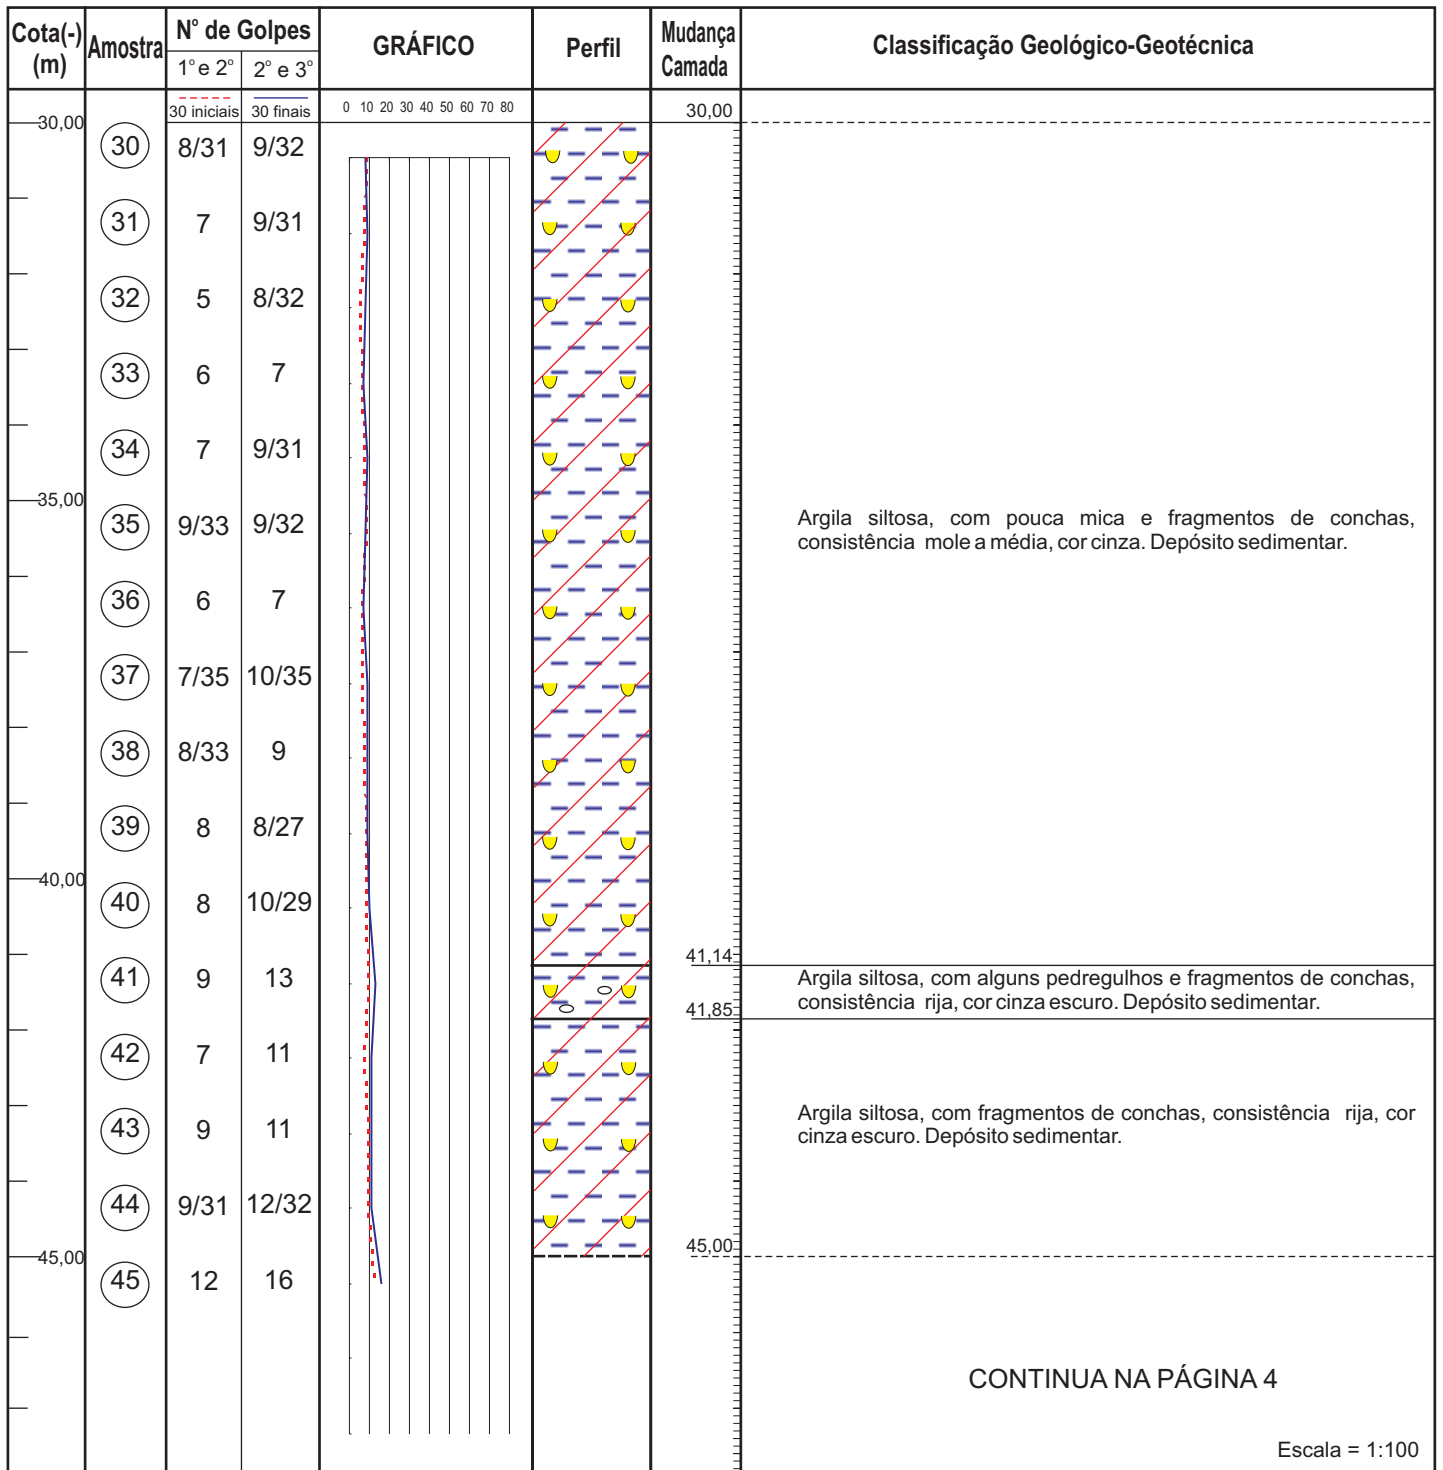 Cota(-) (m) Amostra N° de Golpes GRÁFICO Perfil Mudança Camada Classificação Geológico-Geotécnica
1° e 2° 2° e 3°
30 iniciais 30 finais 0 10 20 30 40 50 60 70 80 30,00
30,00
30 8/31 9/32
31 7 9/31
32 5 8/32
33 6 7
34 7 9/31
35,00
35 9/33 9/32
Argila siltosa, com pouca mica e fragmentos de conchas,
consistência mole a média, cor cinza. Depósito sedimentar.
36 6 7
37 7/35 10/35
38 8/33 9
39 8 8/27
40,00
40 8 10/29
41,14
41 9 13
Argila siltosa, com alguns pedregulhos e fragmentos de conchas,
consistência rija, cor cinza escuro. Depósito sedimentar.
41,85
42 7 11
43 9 11
Argila siltosa, com fragmentos de conchas, consistência rija, cor
cinza escuro. Depósito sedimentar.
44 9/31 12/32
45,00
45,00
45 12 16
CONTINUA NA PÁGINA 4
Escala = 1:100